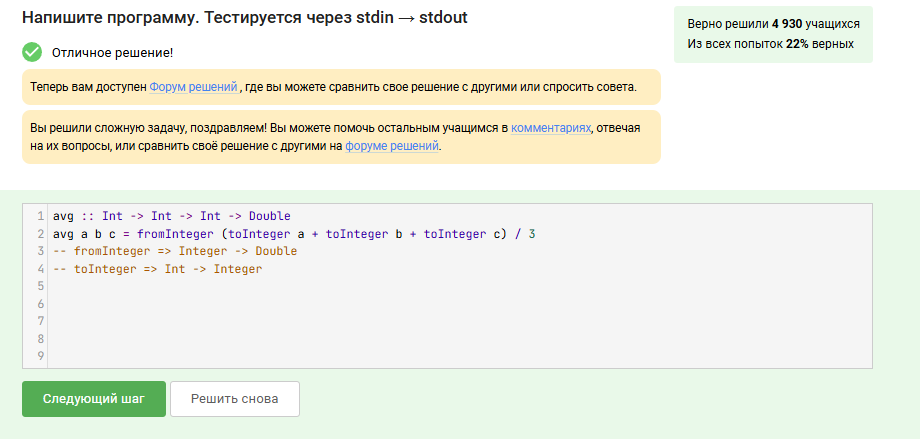 Напишите программу. Тестируется через stdin → stdout
Верно решили 4 930 учащихся
Из всех попыток 22% верных
Отличное решение!
Теперь вам доступен Форум решений , где вы можете сравнить свое решение с другими или спросить совета.
Вы решили сложную задачу, поздравляем! Вы можете помочь остальным учащимся в комментариях, отвечая
на их вопросы, или сравнить своё решение с другими на форуме решений.
1 avg :: Int -> Int -> Int -> Double
2 avg a b c = fromInteger (toInteger a + toInteger b + toInteger c) / 3
3 -- fromInteger => Integer -> Double
4 -- toInteger => Int -> Integer
5
6
7
8
9
Следующий шаг
Решить снова